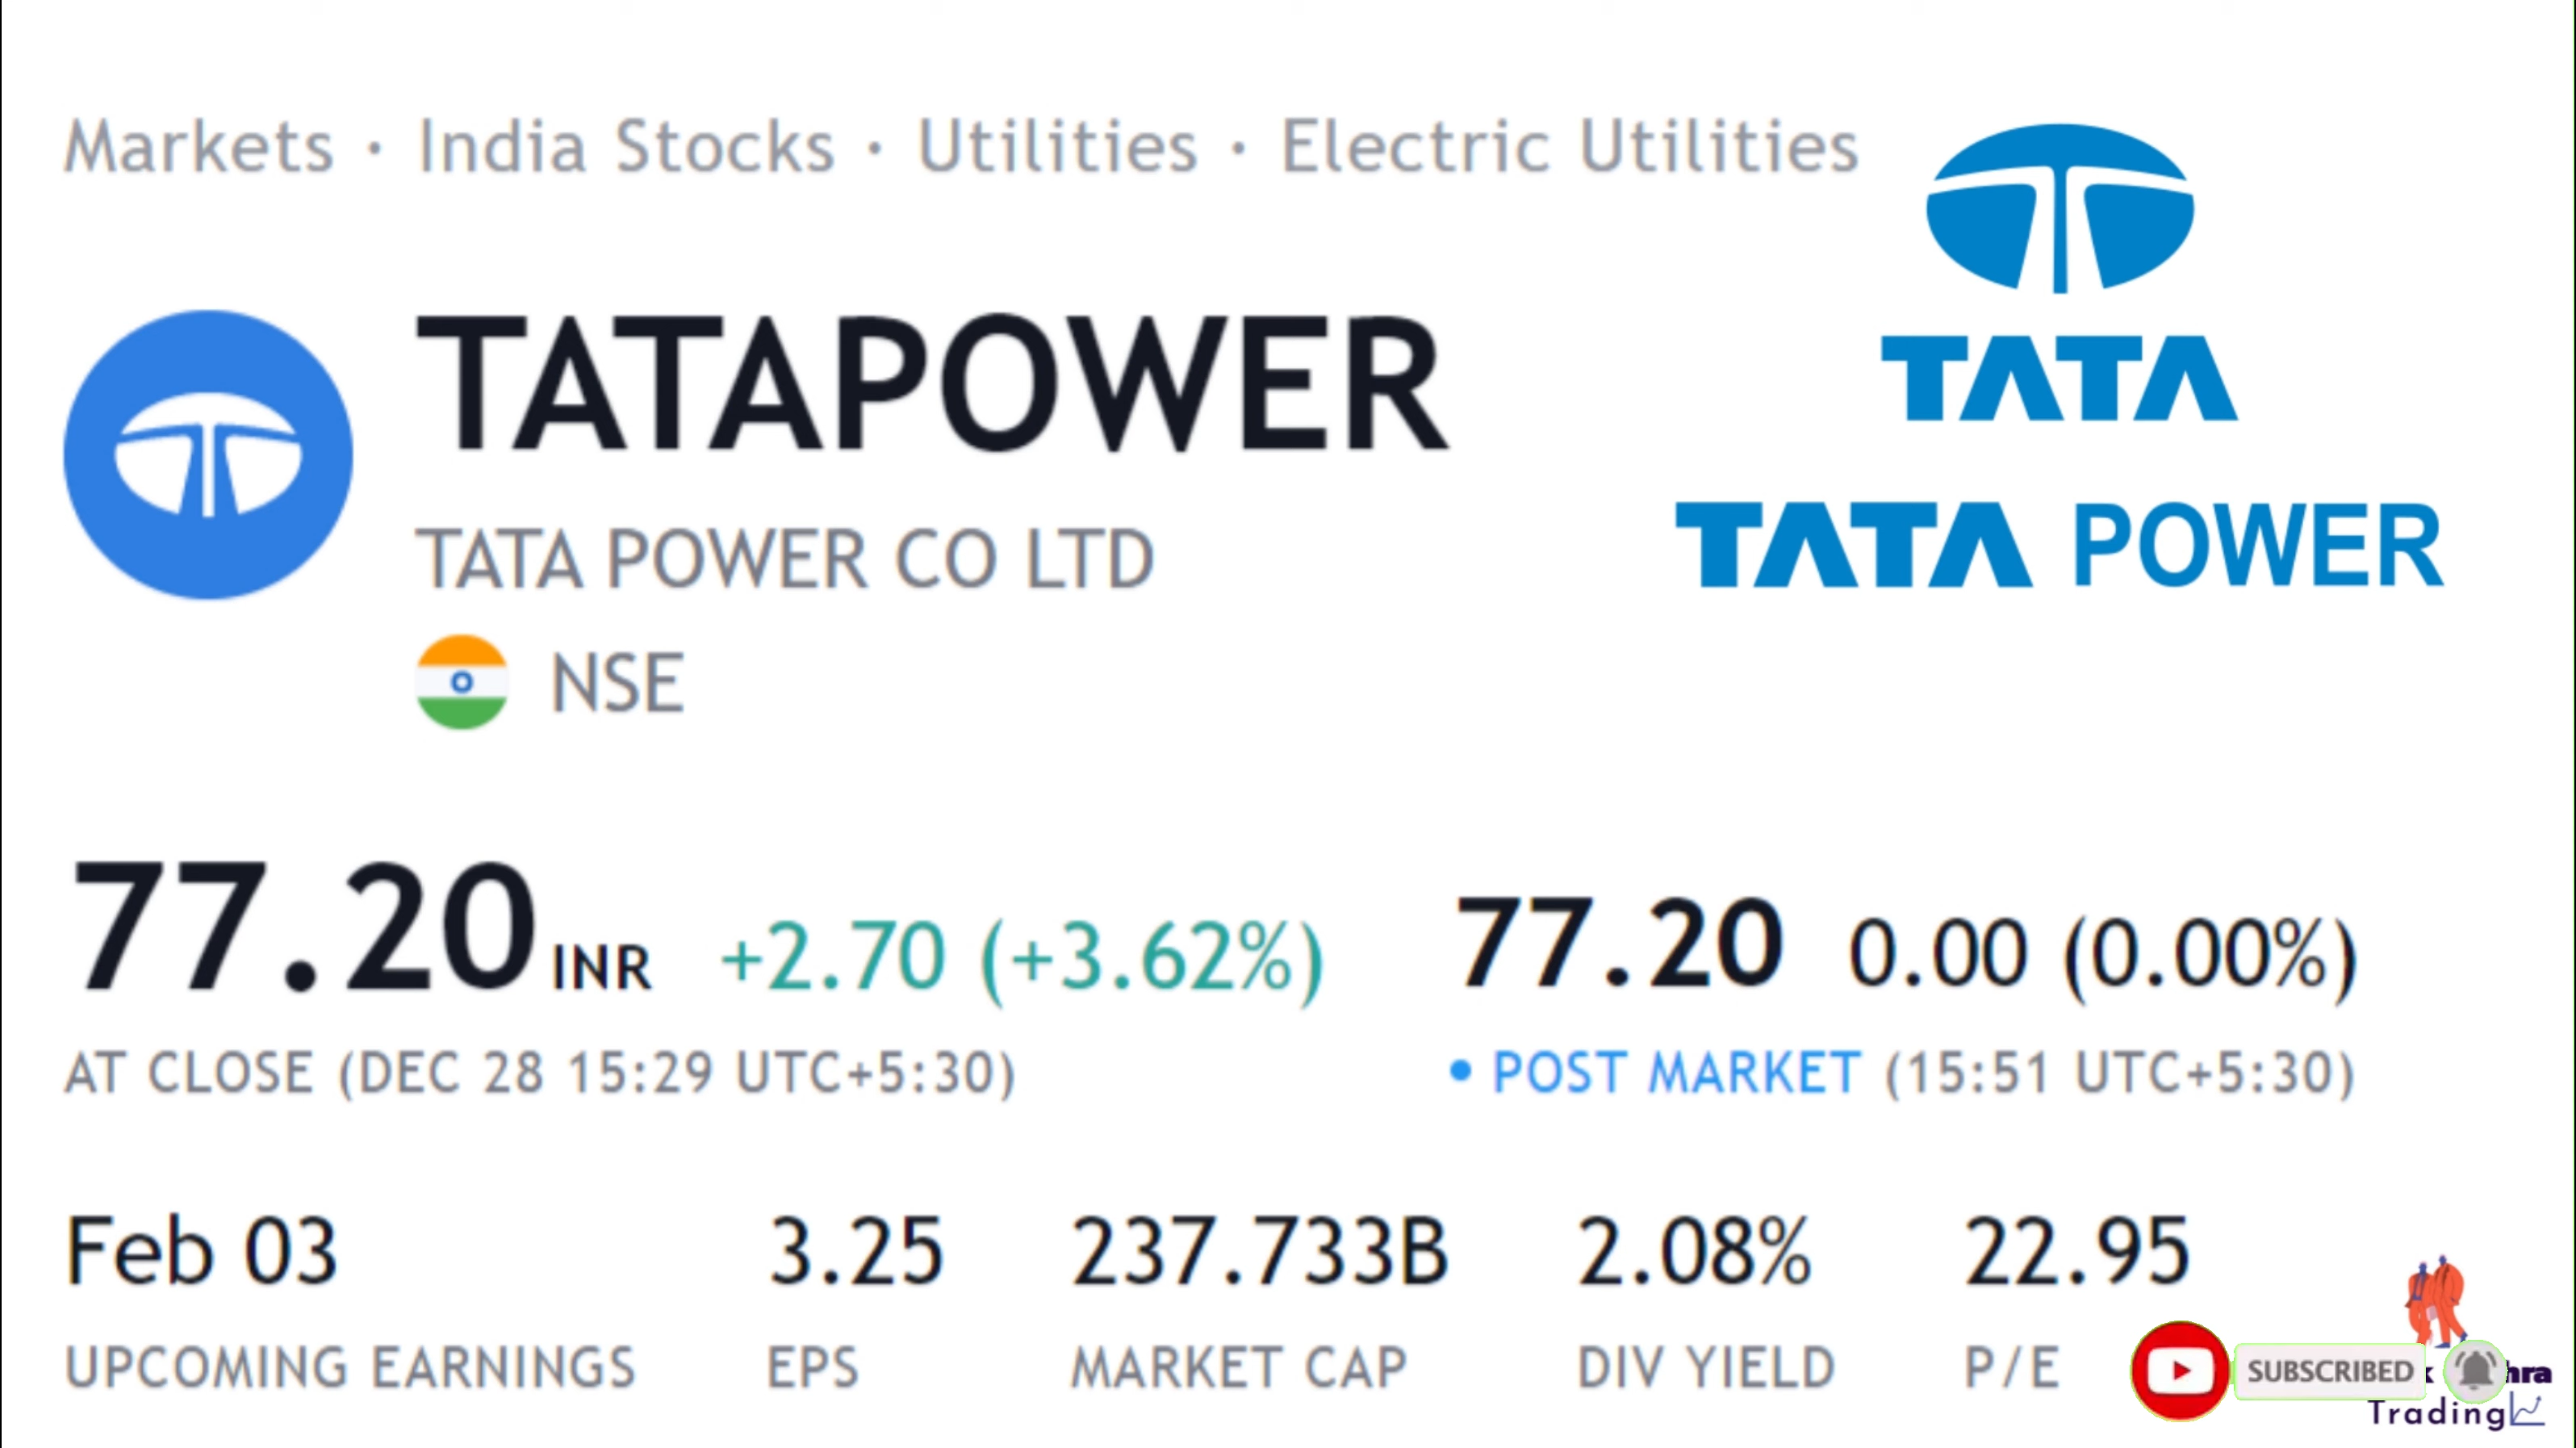 Markets · India Stocks · Utilities · Electric Utilities
TATAPOWER
TATA POWER CO LTD
NSE
TATA
TATA POWER
77.20 INR +2.70 (+3.62%)
AT CLOSE (DEC 28 15:29 UTC+5:30)
77.20 0.00 (0.00%)
• POST MARKET (15:51 UTC+5:30)
Feb 03 3.25 237.733B 2.08% 22.95
UPCOMING EARNINGS EPS MARKET CAP DIV YIELD P/E
SUBSCRIBED
Trading